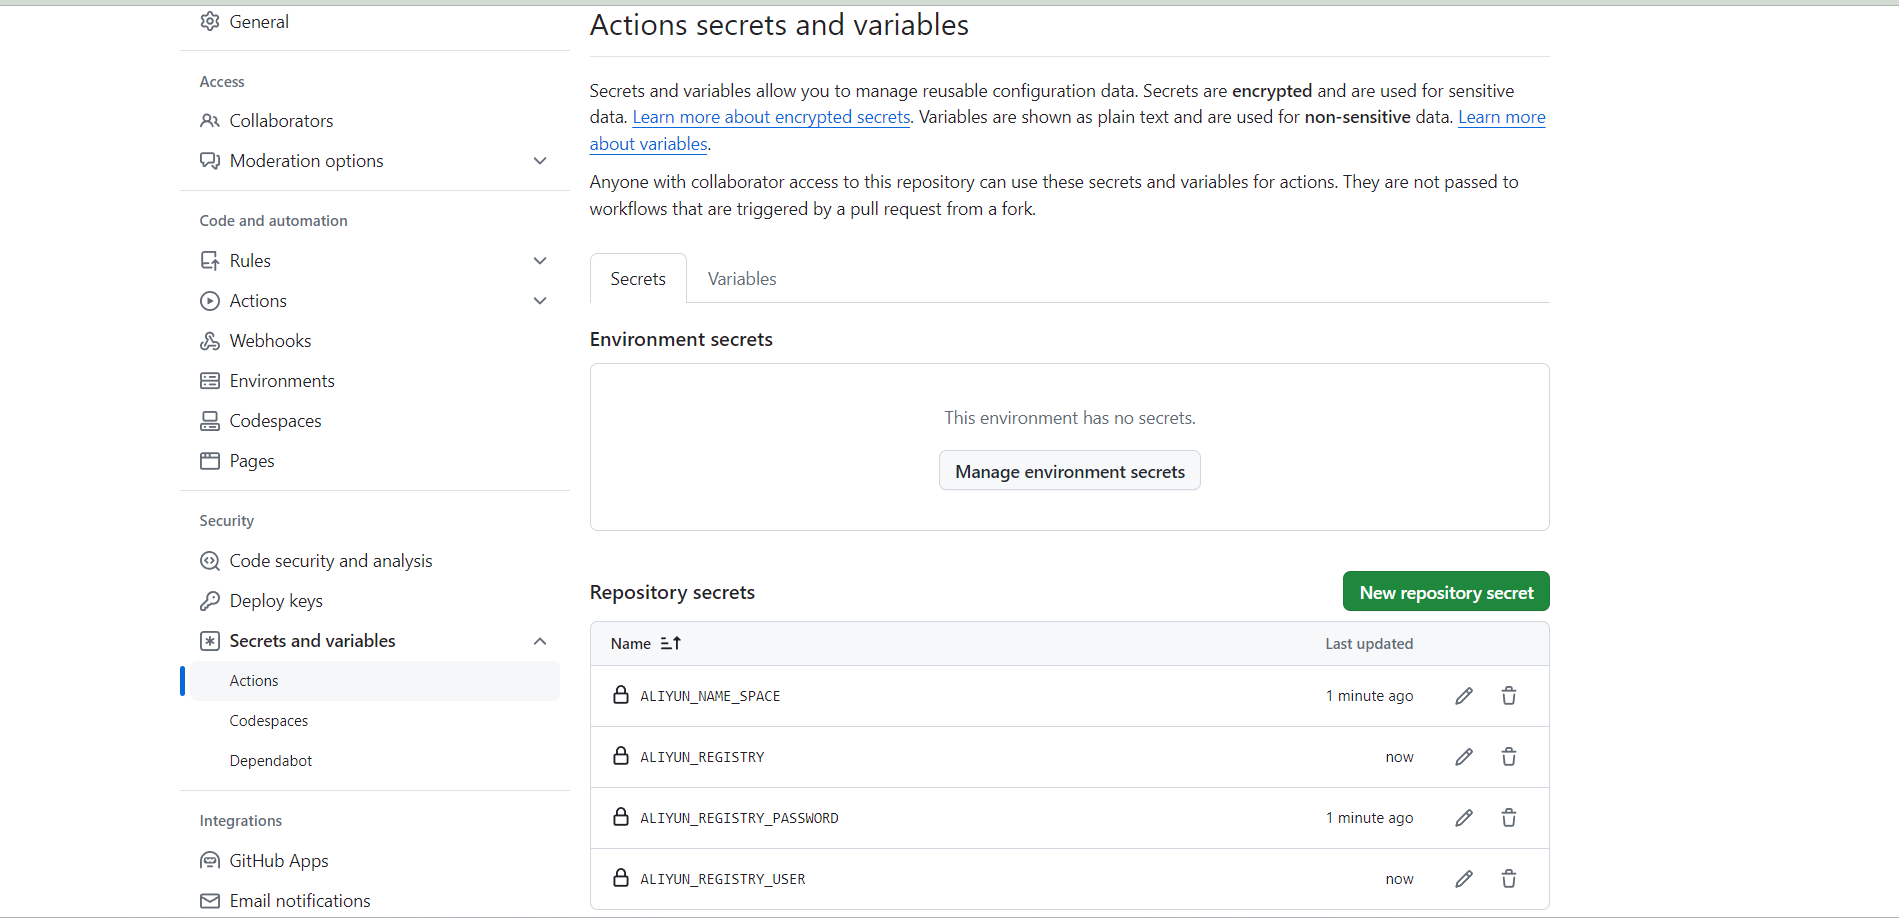 General
Access
Collaborators
Moderation options
Code and automation
Rules
Actions
Webhooks
Environments
Codespaces
Pages
Security
Code security and analysis
Deploy keys
Secrets and variables
Actions
Codespaces
Dependabot
Integrations
GitHub Apps
Email notifications
Actions secrets and variables
Secrets and variables allow you to manage reusable configuration data. Secrets are encrypted and are used for sensitive
data. Learn more about encrypted secrets. Variables are shown as plain text and are used for non-sensitive data. Learn more
about variables.
Anyone with collaborator access to this repository can use these secrets and variables for actions. They are not passed to
workflows that are triggered by a pull request from a fork.
Secrets Variables
Environment secrets
This environment has no secrets.
Manage environment secrets
Repository secrets New repository secret
Name Last updated
ALIYUN_NAME_SPACE 1 minute ago
ALIYUN_REGISTRY now
ALIYUN_REGISTRY_PASSWORD 1 minute ago
ALIYUN_REGISTRY_USER now